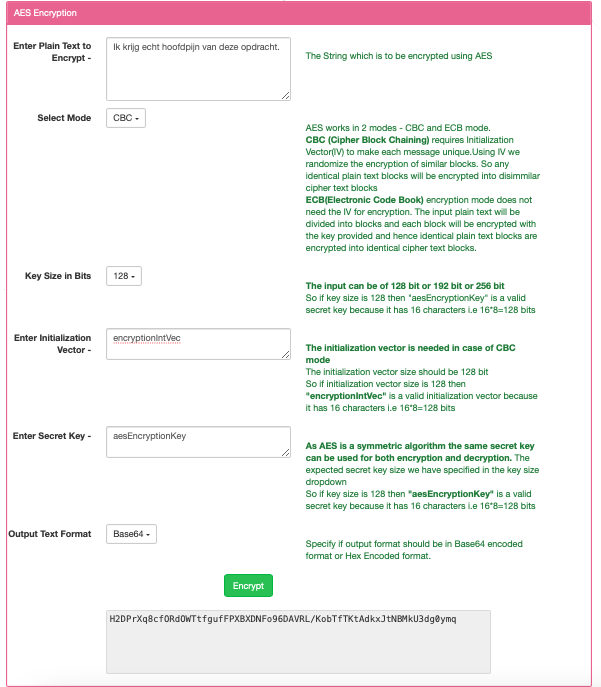 AES Encryption
Enter Plain Text to
Encrypt -
Ik krijg echt hoofdpijn van deze opdracht.
The String which is to be encrypted using AES
Select Mode
CBC
AES works in 2 modes - CBC and ECB mode.
CBC (Cipher Block Chaining) requires Initialization
Vector(IV) to make each message unique.Using IV we
randomize the encryption of similar blocks. So any
identical plain text blocks will be encrypted into disimmilar
cipher text blocks
ECB(Electronic Code Book) encryption mode does not
need the IV for encryption. The input plain text will be
divided into blocks and each block will be encrypted with
the key provided and hence identical plain text blocks are
encrypted into identical cipher text blocks.
Key Size in Bits
128
The input can be of 128 bit or 192 bit or 256 bit
So if key size is 128 then "aesEncryptionKey" is a valid
secret key because it has 16 characters i.e 16*8=128 bits
Enter Initialization
Vector -
encryptionIntVec
The initialization vector is needed in case of CBC
mode
The initialization vector size should be 128 bit
So if initialization vector size is 128 then
"encryptionIntVec" is a valid initialization vector because
it has 16 characters i.e 16*8=128 bits
Enter Secret Key -
aesEncryptionKey
As AES is a symmetric algorithm the same secret key
can be used for both encryption and decryption. The
expected secret key size we have specified in the key size
dropdown
So if key size is 128 then "aesEncryptionKey" is a valid
secret key because it has 16 characters i.e 16*8=128 bits
Output Text Format
Base64
Specify if output format should be in Base64 encoded
format or Hex Encoded format.
Encrypt
H2DPrXq8cfORdOWTtfgufFPXBXDNFo96DAVRL/KobTfTKtAdkxJtNBMkU3dg0ymq